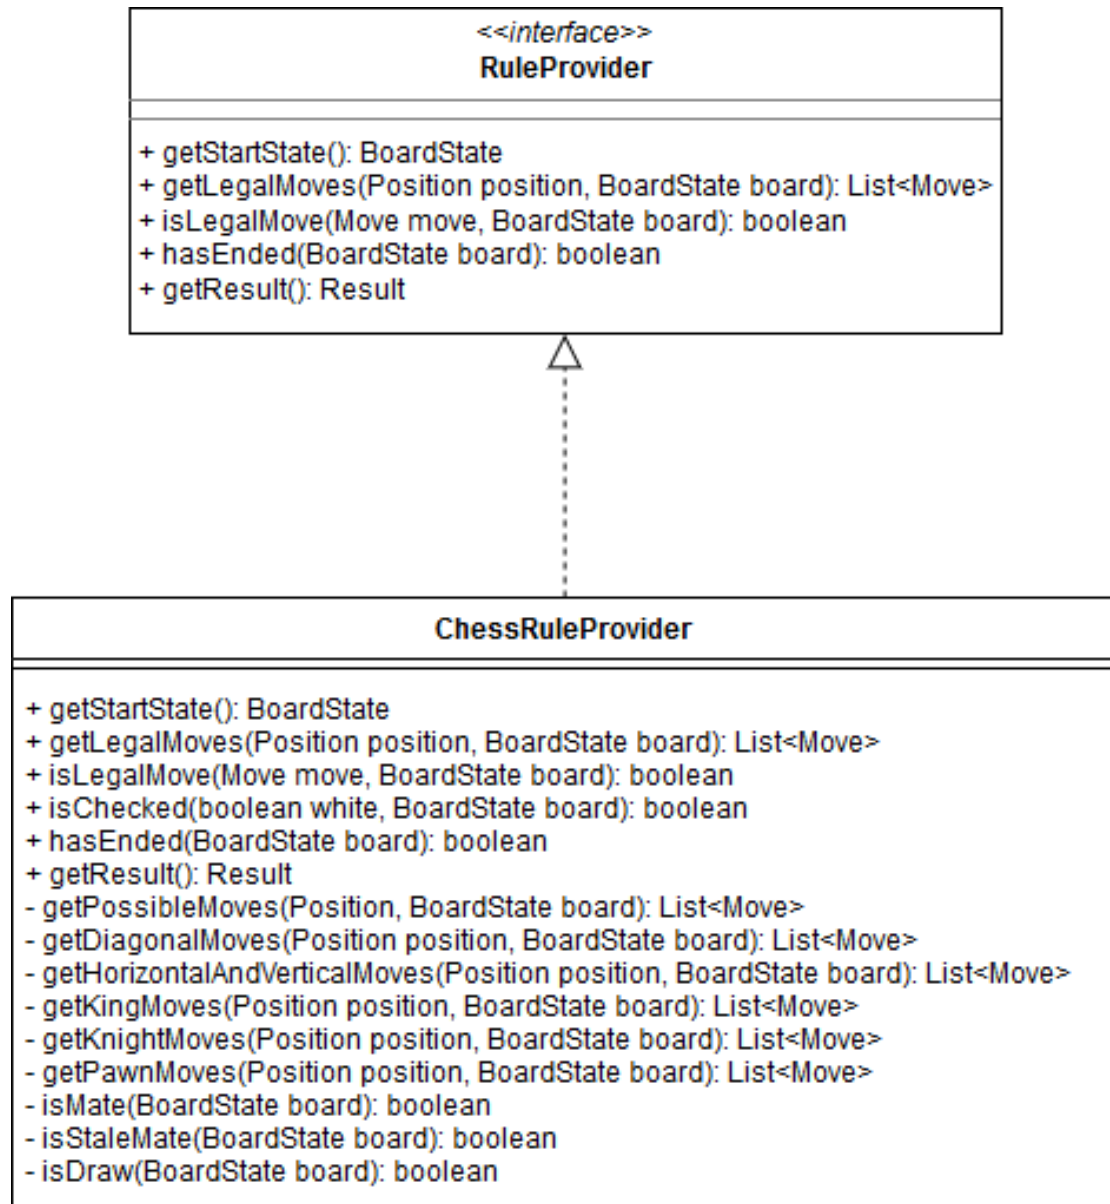 <<interface>>
RuleProvider
+ getStartState(): BoardState
+ getLegalMoves(Position position, BoardState board): List<Move>
+ isLegalMove(Move move, BoardState board): boolean
+ hasEnded(BoardState board): boolean
+ getResult(): Result
ChessRuleProvider
+ getStartState(): BoardState
+ getLegalMoves(Position position, BoardState board): List<Move>
+ isLegalMove(Move move, BoardState board): boolean
+ isChecked(boolean white, BoardState board): boolean
+ hasEnded(BoardState board): boolean
+ getResult(): Result
- getPossibleMoves(Position, BoardState board): List<Move>
- getDiagonalMoves(Position position, BoardState board): List<Move>
- getHorizontalAndVerticalMoves(Position position, BoardState board): List<Move>
- getKingMoves(Position position, BoardState board): List<Move>
- getKnightMoves(Position position, BoardState board): List<Move>
- getPawnMoves(Position position, BoardState board): List<Move>
- isMate(BoardState board): boolean
- isStaleMate(BoardState board): boolean
- isDraw(BoardState board): boolean